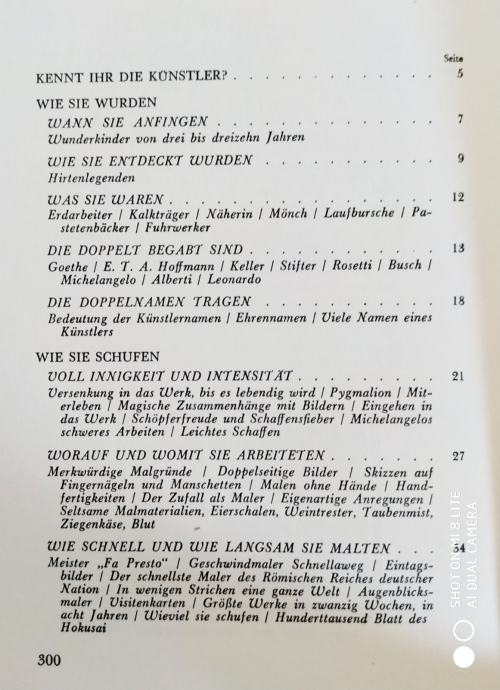 Seite
KENNT IHR DIE KÜNSTLER? . . . . . . . . . . . . 5
WIE SIE WURDEN
WANN SIE ANFINGEN . . . . . . . . . . . . 7
Wunderkinder von drei bis dreizehn Jahren
WIE SIE ENTDECKT WURDEN . . . . . . . . . . 9
Hirtenlegenden
WAS SIE WAREN . . . . . . . . . . . . . . 12
Erdarbeiter / Kalkträger / Näherin / Mönch / Laufbursche / Pa-
stetenbäcker / Fuhrwerker
DIE DOPPELT BEGABT SIND . . . . . . . . . . 13
Goethe / E. T. A. Hoffmann / Keller / Stifter / Rosetti / Busch /
Michelangelo / Alberti / Leonardo
DIE DOPPELNAMEN TRAGEN . . . . . . . . . . 18
Bedeutung der Künstlernamen / Ehrennamen / Viele Namen eines
Künstlers
WIE SIE SCHUFEN
VOLL INNIGKEIT UND INTENSITÄT . . . . . . . . 21
Versenkung in das Werk, bis es lebendig wird / Pygmalion / Mit-
erleben / Magische Zusammenhänge mit Bildern / Eingehen in
das Werk / Schöpferfreude und Schaffensfieber / Michelangelos
schweres Arbeiten / Leichtes Schaffen
WORAUF UND WOMIT SIE ARBEITETEN . . . . . . 27
Merkwürdige Malgründe / Doppelseitige Bilder / Skizzen auf
Fingernägeln und Manschetten / Malen ohne Hände / Hand-
fertigkeiten / Der Zufall als Maler / Eigenartige Anregungen /
Seltsame Malmaterialien, Eierschalen, Weintrester, Taubenmist,
Ziegenkäse, Blut
WIE SCHNELL UND WIE LANGSAM SIE MALTEN . . . 34
Meister „Fa Presto“ / Geschwindmaler Schnellaweg / Eintags-
bilder / Der schnellste Maler des Römischen Reiches deutscher
Nation / In wenigen Strichen eine ganze Welt / Augenblicks-
maler / Visitenkarten / Größte Werke in zwanzig Wochen, in
acht Jahren / Wieviel sie schufen / Hunderttausend Blatt des
Hokusai
300
SHOT ON MI 8 LITE
AI DUAL CAMERA